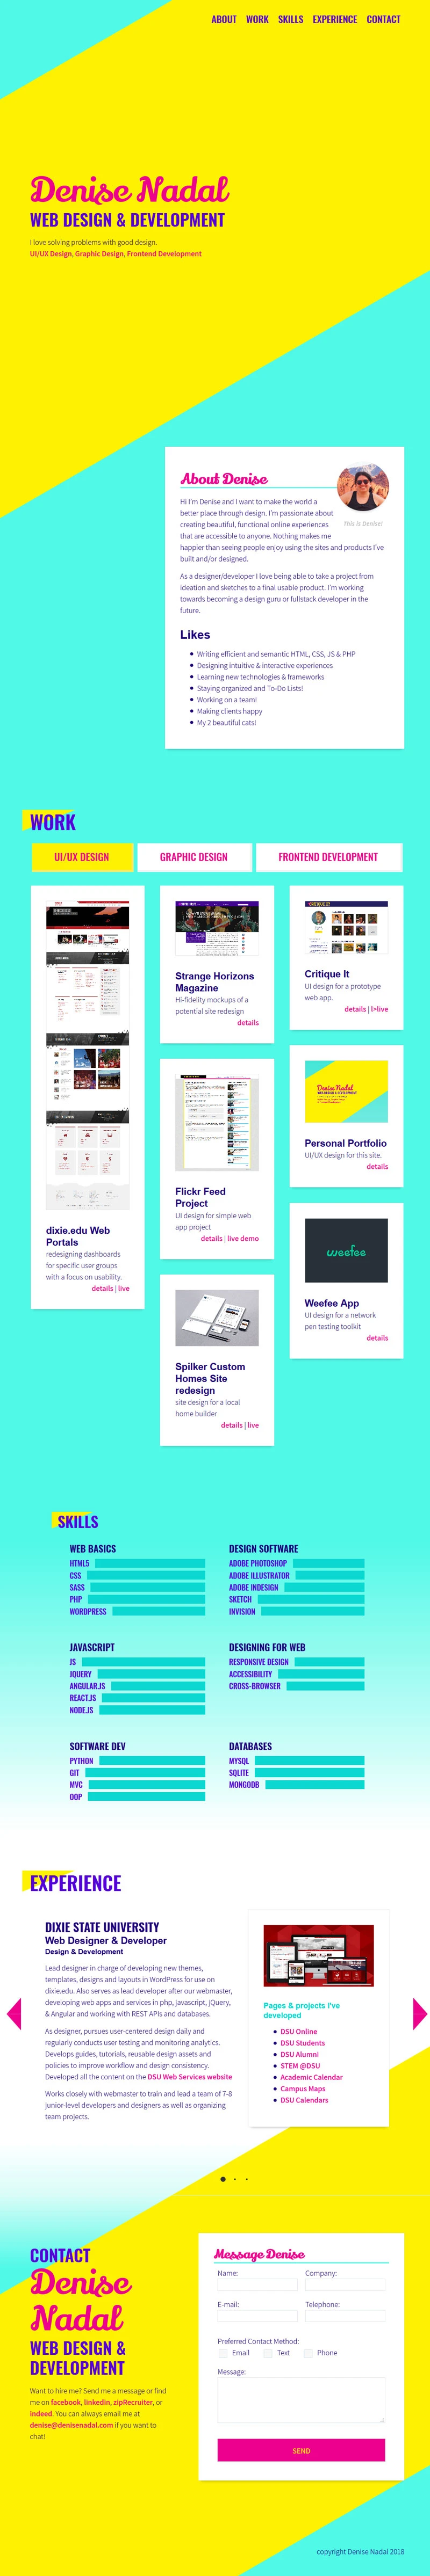 ABOUT WORK SKILLS EXPERIENCE CONTACT
Denise Nadal
WEB DESIGN & DEVELOPMENT
I love solving problems with good design.
UI/UX Design, Graphic Design, Frontend Development
About Denise
Hi I'm Denise and I want to make the world a
better place through design. I'm passionate about
creating beautiful, functional online experiences
that are accessible to anyone. Nothing makes me
happier than seeing people enjoy using the sites and products I've
built and/or designed.
This is Denise!
As a designer/developer I love being able to take a project from
ideation and sketches to a final usable product. I'm working
towards becoming a design guru or fullstack developer in the
future.
Likes
Writing efficient and semantic HTML, CSS, JS & PHP
Designing intuitive & interactive experiences
Learning new technologies & frameworks
Staying organized and To-Do Lists!
Working on a team!
Making clients happy
My 2 beautiful cats!
WORK
UI/UX DESIGN
GRAPHIC DESIGN
FRONTEND DEVELOPMENT
dixie.edu Web
Portals
redesigning dashboards
for specific user groups
with a focus on usability.
details | live
Strange Horizons
Magazine
Hi-fidelity mockups of a
potential site redesign
details
Flickr Feed
Project
UI design for simple web
app project
details | live demo
Spilker Custom
Homes Site
redesign
site design for a local
home builder
details | live
Critique It
UI design for a prototype
web app.
details | l>live
Denise Nadal
WEB DESIGN & DEVELOPMENT
Personal Portfolio
UI/UX design for this site.
details
weefee
Weefee App
UI design for a network
pen testing toolkit
details
SKILLS
WEB BASICS
HTML5
CSS
SASS
PHP
WORDPRESS
DESIGN SOFTWARE
ADOBE PHOTOSHOP
ADOBE ILLUSTRATOR
ADOBE INDESIGN
SKETCH
INVISION
JAVASCRIPT
JS
JQUERY
ANGULAR.JS
REACT.JS
NODE.JS
DESIGNING FOR WEB
RESPONSIVE DESIGN
ACCESSIBILITY
CROSS-BROWSER
SOFTWARE DEV
PYTHON
GIT
MVC
OOP
DATABASES
MYSQL
SQLITE
MONGODB
EXPERIENCE
DIXIE STATE UNIVERSITY
Web Designer & Developer
Design & Development
Lead designer in charge of developing new themes,
templates, designs and layouts in WordPress for use on
dixie.edu. Also serves as lead developer after our webmaster,
developing web apps and services in php, javascript, jQuery,
& Angular and working with REST APIs and databases.
As designer, pursues user-centered design daily and
regularly conducts user testing and monitoring analytics.
Develops guides, tutorials, reusable design assets and
policies to improve workflow and design consistency.
Developed all the content on the DSU Web Services website
Works closely with webmaster to train and lead a team of 7-8
junior-level developers and designers as well as organizing
team projects.
Pages & projects I've
developed
DSU Online
DSU Students
DSU Alumni
STEM @DSU
Academic Calendar
Campus Maps
DSU Calendars
CONTACT
Denise
Nadal
WEB DESIGN &
DEVELOPMENT
Want to hire me? Send me a message or find
me on facebook, linkedin, zipRecruiter, or
indeed. You can always email me at
denise@denisenadal.com if you want to
chat!
Message Denise
Name: Company:
E-mail: Telephone:
Preferred Contact Method:
Email Text Phone
Message:
SEND
copyright Denise Nadal 2018